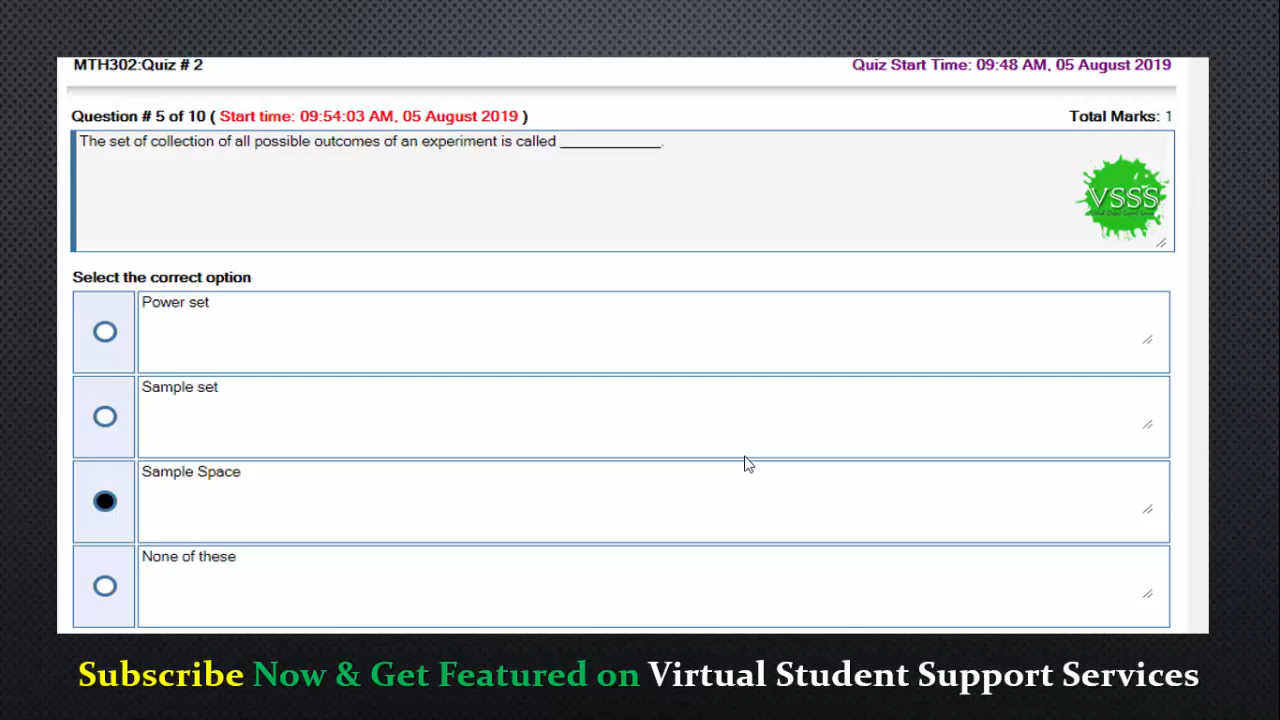 MTH302:Quiz # 2
Quiz Start Time: 09:48 AM, 05 August 2019
Question # 5 of 10 ( Start time: 09:54:03 AM, 05 August 2019 )
Total Marks: 1
The set of collection of all possible outcomes of an experiment is called ____________.
VSSS
Select the correct option
Power set
Sample set
Sample Space
None of these
Subscribe Now & Get Featured on Virtual Student Support Services